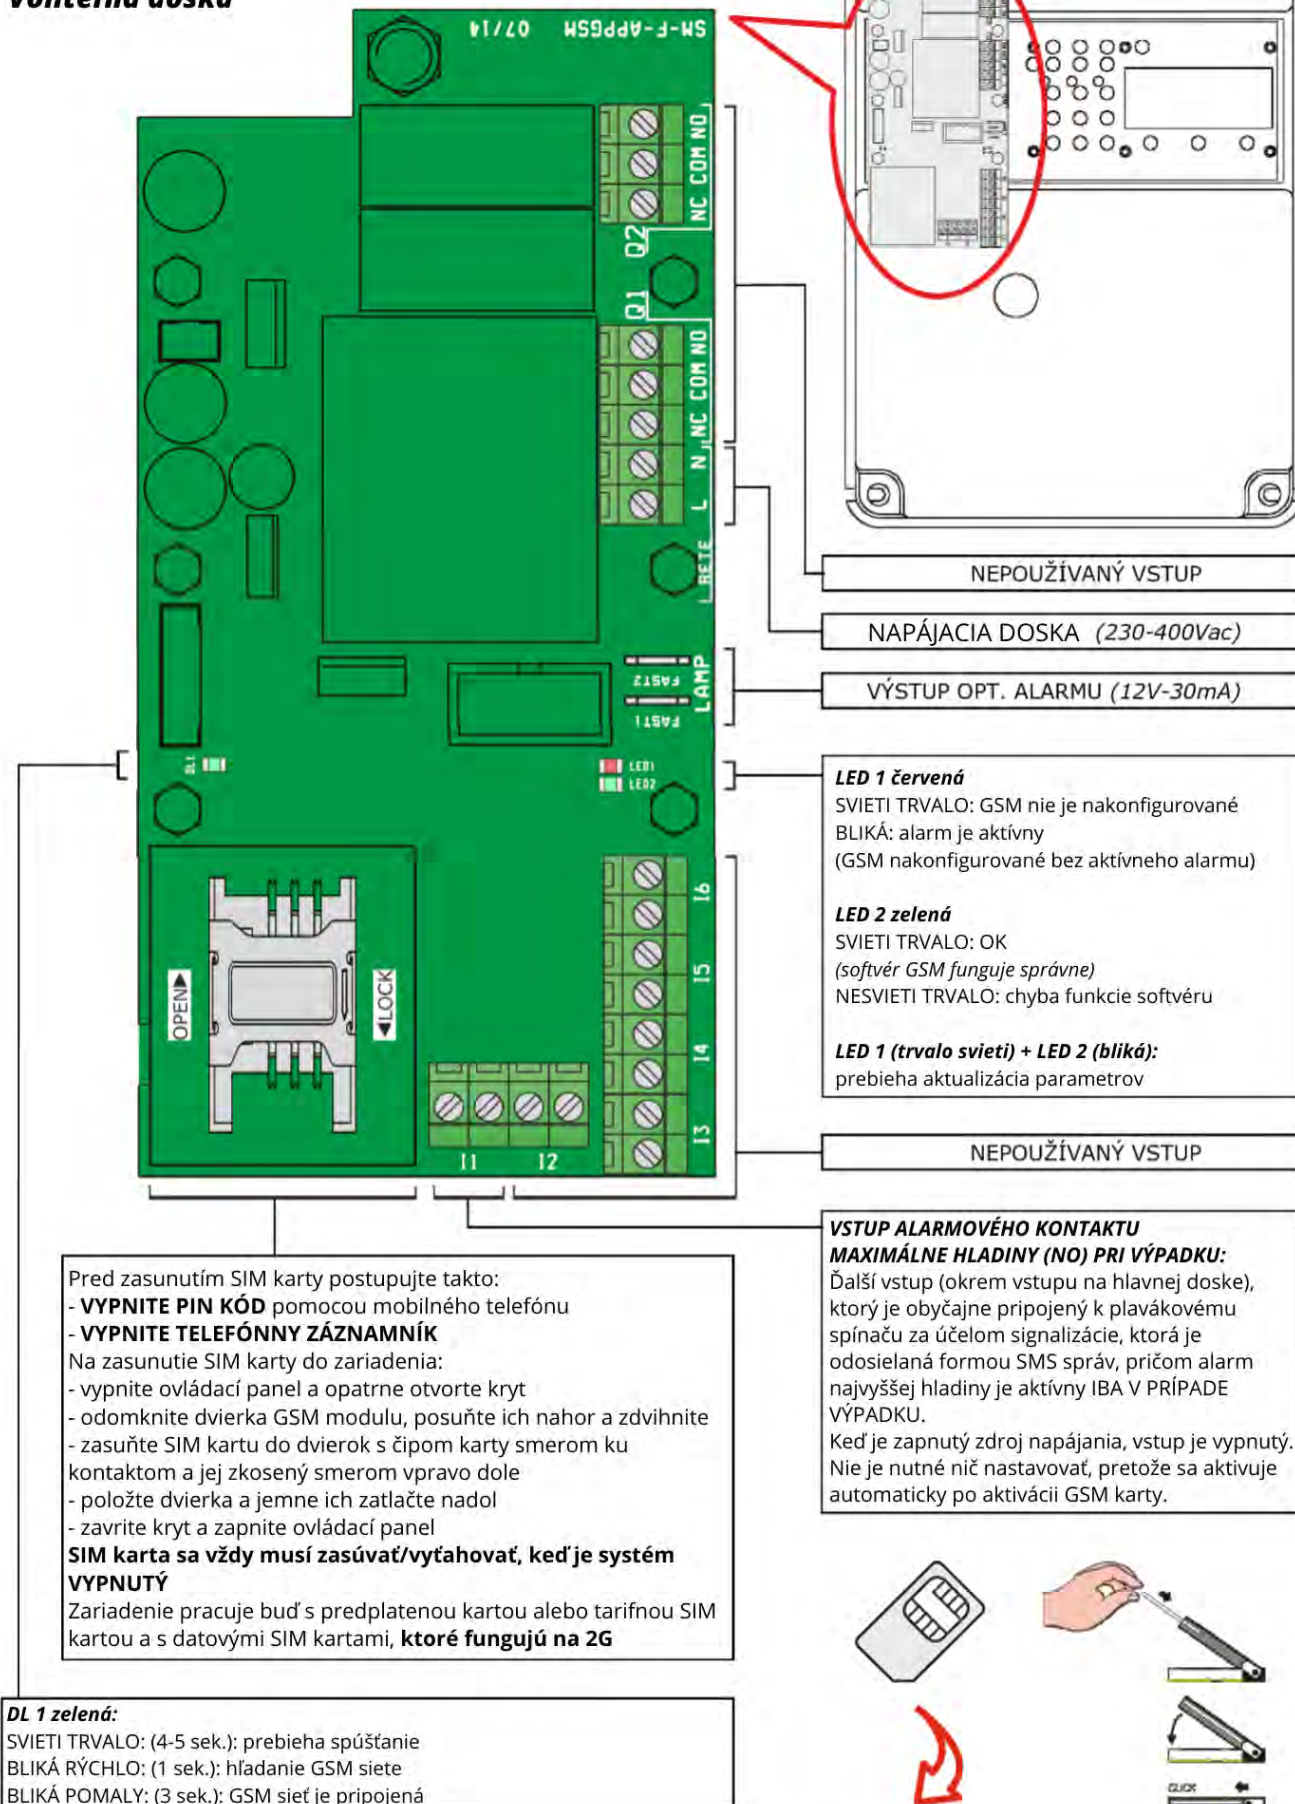 Vonterná doska
SM-F-APPGSM 07/14
NC COM NO
Q2
Q1
NC COM NO
L N
RETE
FAST2
FAST1
LAMP
DL1
LED1
LED2
OPEN▶
◀LOCK
I6
I5
I4
I3
I1 I2
NEPOUŽÍVANÝ VSTUP
NAPÁJACIA DOSKA (230-400Vac)
VÝSTUP OPT. ALARMU (12V-30mA)
LED 1 červená
SVIETI TRVALO: GSM nie je nakonfigurované
BLIKÁ: alarm je aktívny
(GSM nakonfigurované bez aktívneho alarmu)
LED 2 zelená
SVIETI TRVALO: OK
(softvér GSM funguje správne)
NESVIETI TRVALO: chyba funkcie softvéru
LED 1 (trvalo svieti) + LED 2 (bliká):
prebieha aktualizácia parametrov
NEPOUŽÍVANÝ VSTUP
VSTUP ALARMOVÉHO KONTAKTU
MAXIMÁLNE HLADINY (NO) PRI VÝPADKU:
Ďalší vstup (okrem vstupu na hlavnej doske),
ktorý je obyčajne pripojený k plavákovému
spínaču za účelom signalizácie, ktorá je
odosielaná formou SMS správ, pričom alarm
najvyššej hladiny je aktívny IBA V PRÍPADE
VÝPADKU.
Keď je zapnutý zdroj napájania, vstup je vypnutý.
Nie je nutné nič nastavovať, pretože sa aktivuje
automaticky po aktivácii GSM karty.
Pred zasunutím SIM karty postupujte takto:
- VYPNITE PIN KÓD pomocou mobilného telefónu
- VYPNITE TELEFÓNNY ZÁZNAMNÍK
Na zasunutie SIM karty do zariadenia:
- vypnite ovládací panel a opatrne otvorte kryt
- odomknite dvierka GSM modulu, posuňte ich nahor a zdvihnite
- zasuňte SIM kartu do dvierok s čipom karty smerom ku
kontaktom a jej zkosený smerom vpravo dole
- položte dvierka a jemne ich zatlačte nadol
- zavrite kryt a zapnite ovládací panel
SIM karta sa vždy musí zasúvať/vyťahovať, keď je systém
VYPNUTÝ
Zariadenie pracuje buď s predplatenou kartou alebo tarifnou SIM
kartou a s datovými SIM kartami, ktoré fungujú na 2G
DL 1 zelená:
SVIETI TRVALO: (4-5 sek.): prebieha spúšťanie
BLIKÁ RÝCHLO: (1 sek.): hľadanie GSM siete
BLIKÁ POMALY: (3 sek.): GSM sieť je pripojená
CLICK